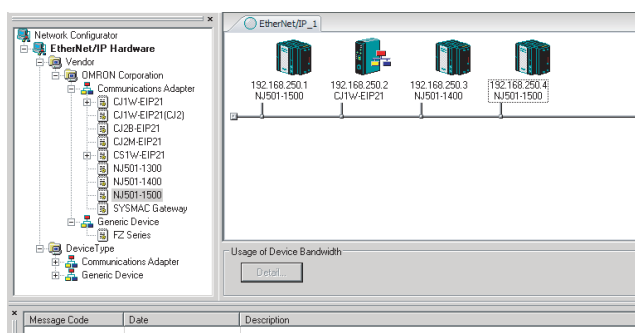 Network Configurator
EtherNet/IP Hardware
Vendor
OMRON Corporation
Communications Adapter
CJ1W-EIP21
CJ1W-EIP21(CJ2)
CJ2B-EIP21
CJ2M-EIP21
CS1W-EIP21
NJ501-1300
NJ501-1400
NJ501-1500
SYSMAC Gateway
Generic Device
FZ Series
DeviceType
Communications Adapter
Generic Device
EtherNet/IP_1
192.168.250.1
NJ501-1500
192.168.250.2
CJ1W-EIP21
192.168.250.3
NJ501-1400
192.168.250.4
NJ501-1500
Usage of Device Bandwidth
Detail...
Message Code Date Description